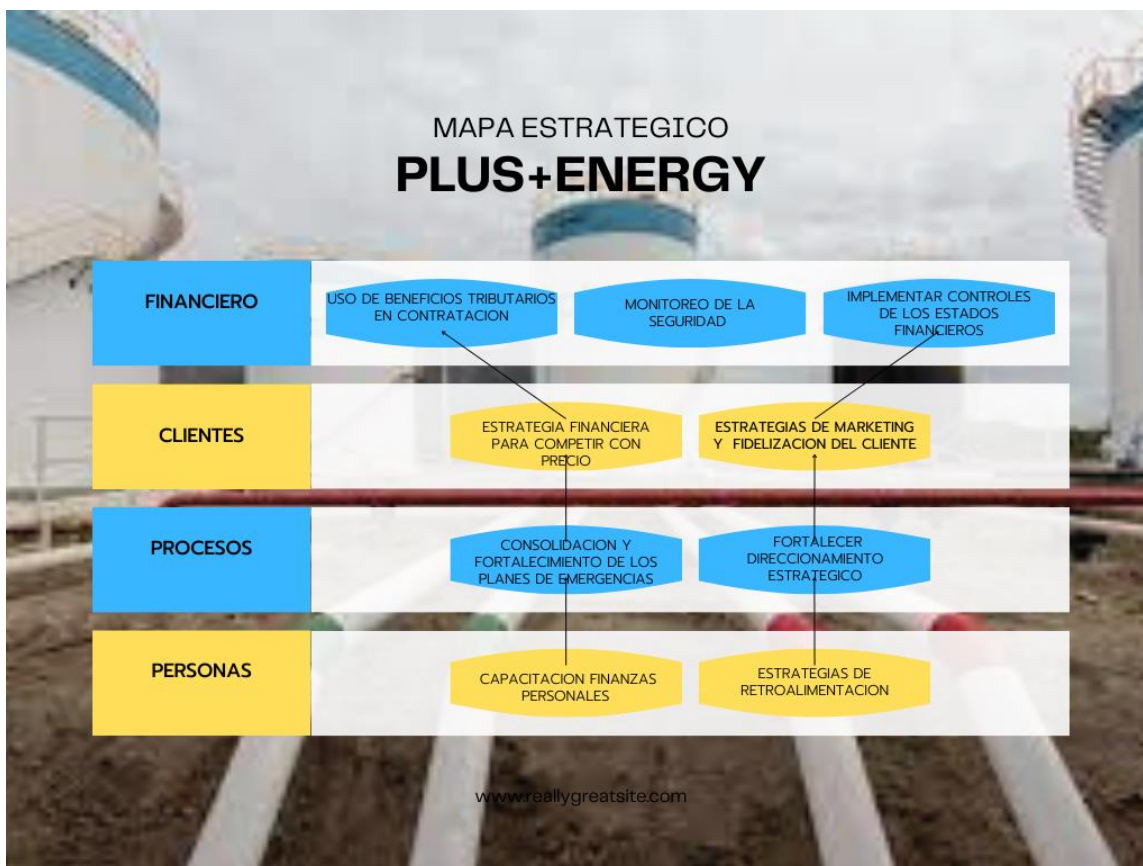 MAPA ESTRATEGICO
PLUS+ENERGY
FINANCIERO
USO DE BENEFICIOS TRIBUTARIOS
EN CONTRATACION
MONITOREO DE LA
SEGURIDAD
IMPLEMENTAR CONTROLES
DE LOS ESTADOS
FINANCIEROS
CLIENTES
ESTRATEGIA FINANCIERA
PARA COMPETIR CON
PRECIO
ESTRATEGIAS DE MARKETING
Y FIDELIZACION DEL CLIENTE
PROCESOS
CONSOLIDACION Y
FORTALECIMIENTO DE LOS
PLANES DE EMERGENCIAS
FORTALECER
DIRECCIONAMIENTO
ESTRATEGICO
PERSONAS
CAPACITACION FINANZAS
PERSONALES
ESTRATEGIAS DE
RETROALIMENTACION
www.reallygreatsite.com